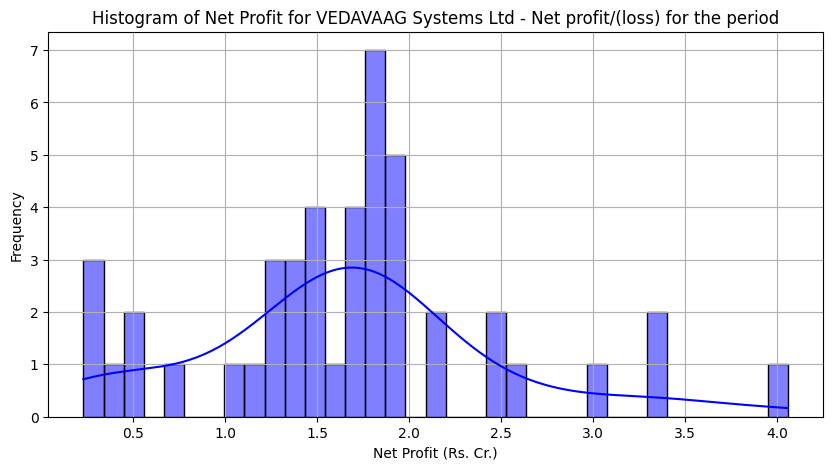 Histogram of Net Profit for VEDAVAAG Systems Ltd - Net profit/(loss) for the period
7
6
5
4
3
2
1
0
Frequency
0.5 1.0 1.5 2.0 2.5 3.0 3.5 4.0
Net Profit (Rs. Cr.)